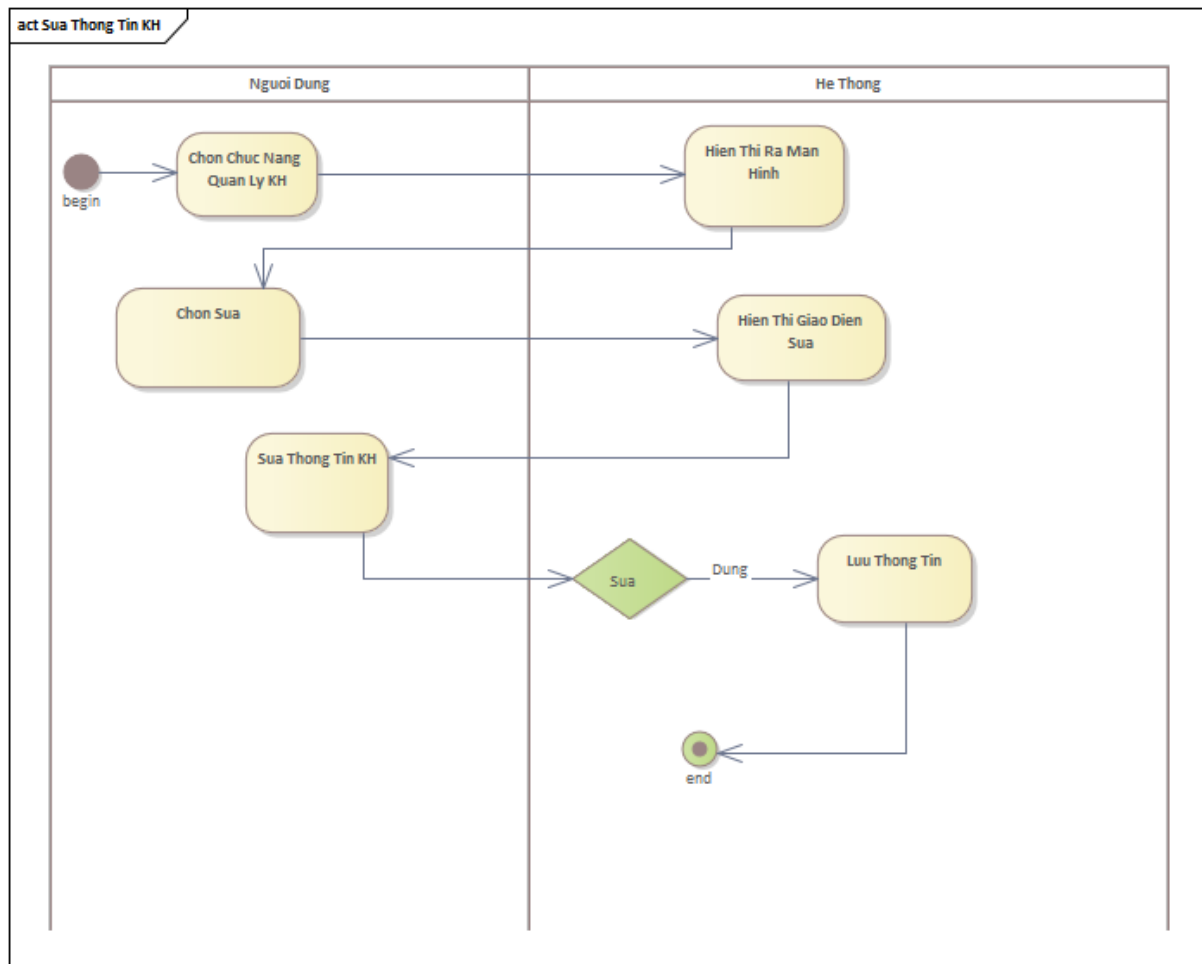 act Sua Thong Tin KH
Nguoi Dung
He Thong
Chon Chuc Nang
Quan Ly KH
Hien Thi Ra Man
Hinh
begin
Chon Sua
Hien Thi Giao Dien
Sua
Sua Thong Tin KH
Sua
Dung
Luu Thong Tin
end